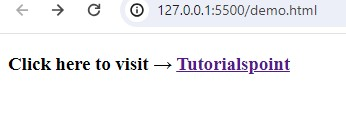 127.0.0.1:5500/demo.html
Click here to visit → Tutorialspoint